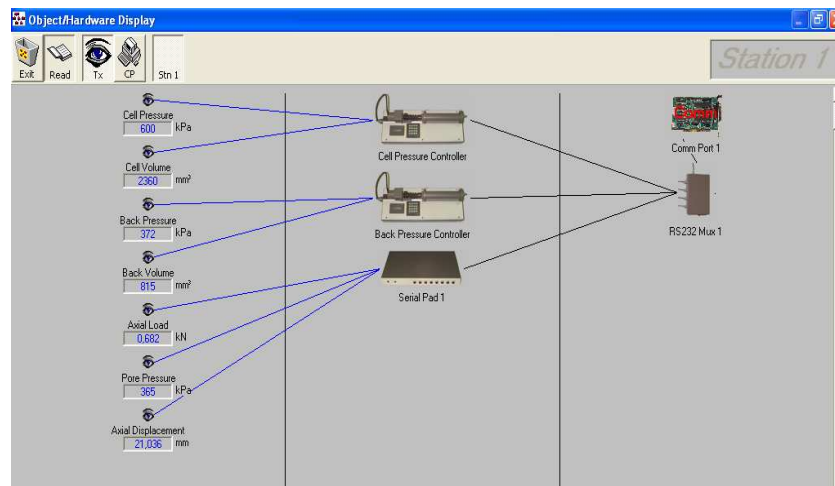 Object/Hardware Display
Exit Read Tx CP Stn 1
Station 1
Cell Pressure
600 kPa
Cell Volume
2360 mm³
Back Pressure
372 kPa
Back Volume
815 mm³
Axial Load
0,682 kN
Pore Pressure
365 kPa
Axial Displacement
21,036 mm
Cell Pressure Controller
Back Pressure Controller
Serial Pad 1
Comm
Comm Port 1
RS232 Mux 1